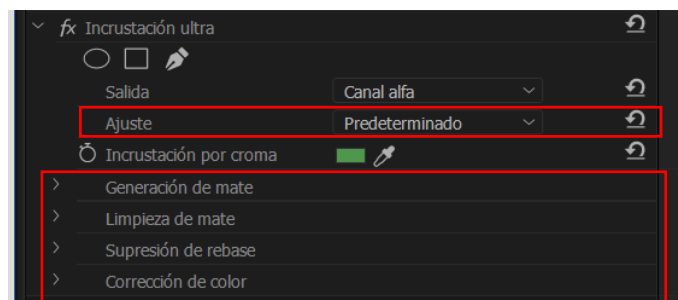 fx Incrustación ultra
Salida Canal alfa
Ajuste Predeterminado
Incrustación por croma
Generación de mate
Limpieza de mate
Supresión de rebase
Corrección de color